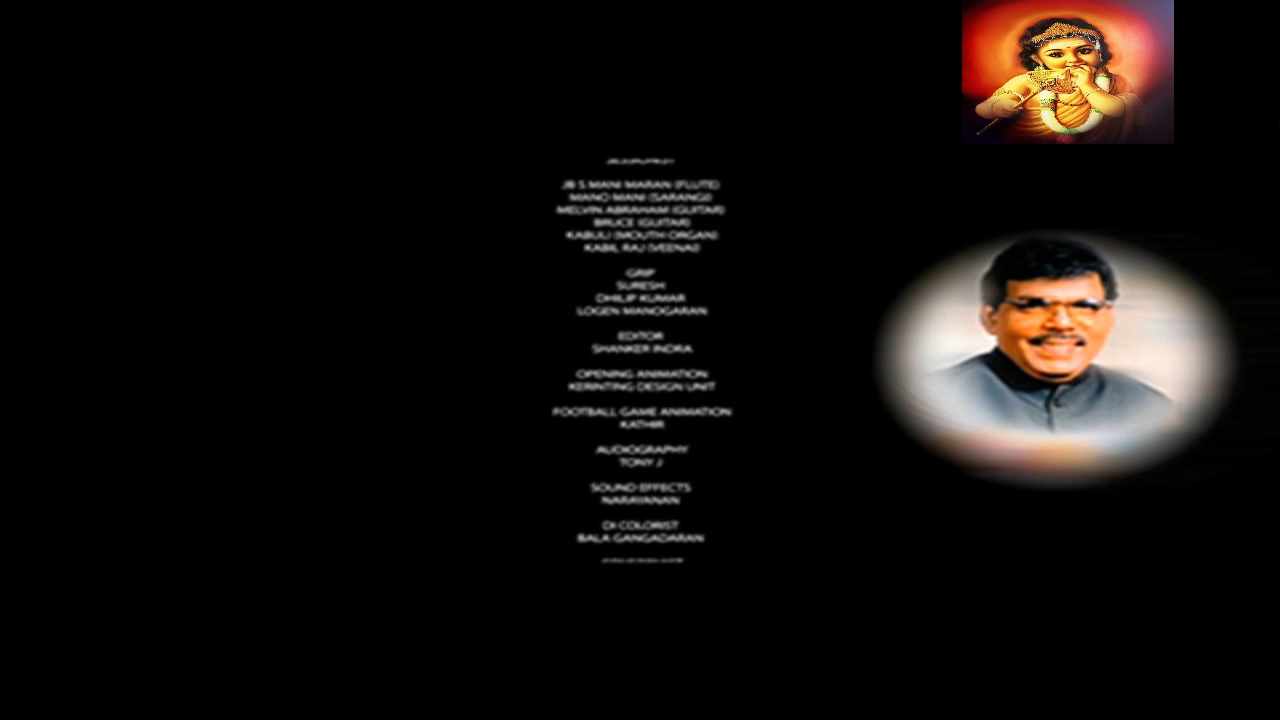 JB S MANI MARAN (FLUTE)
MANO MANI (SARANGI)
MELVIN ABRAHAM (GUITAR)
BRUCE (GUITAR)
KABULI (MOUTH ORGAN)
KABIL RAJ (VEENAI)
GRIP
SURESH
DHILIP KUMAR
LOGEN MANOGARAN
EDITOR
SHANKER INDRA
OPENING ANIMATION
KERINTING DESIGN UNIT
FOOTBALL GAME ANIMATION
KATHIR
AUDIOGRAPHY
TONY J
SOUND EFFECTS
NARAYANAN
DI COLORIST
BALA GANGADARAN